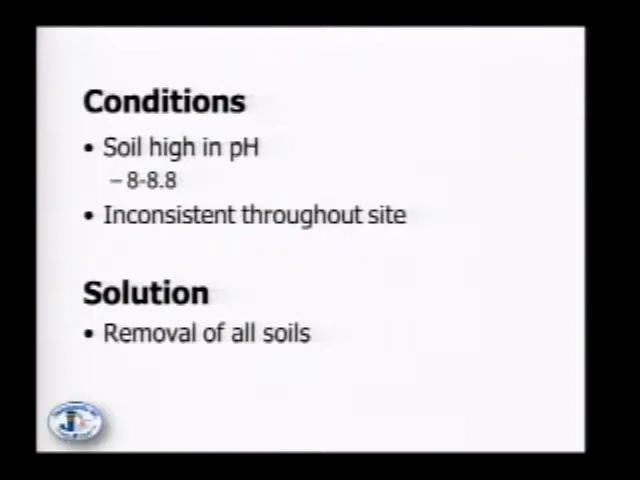 Conditions
• Soil high in pH
– 8-8.8
• Inconsistent throughout site
Solution
• Removal of all soils